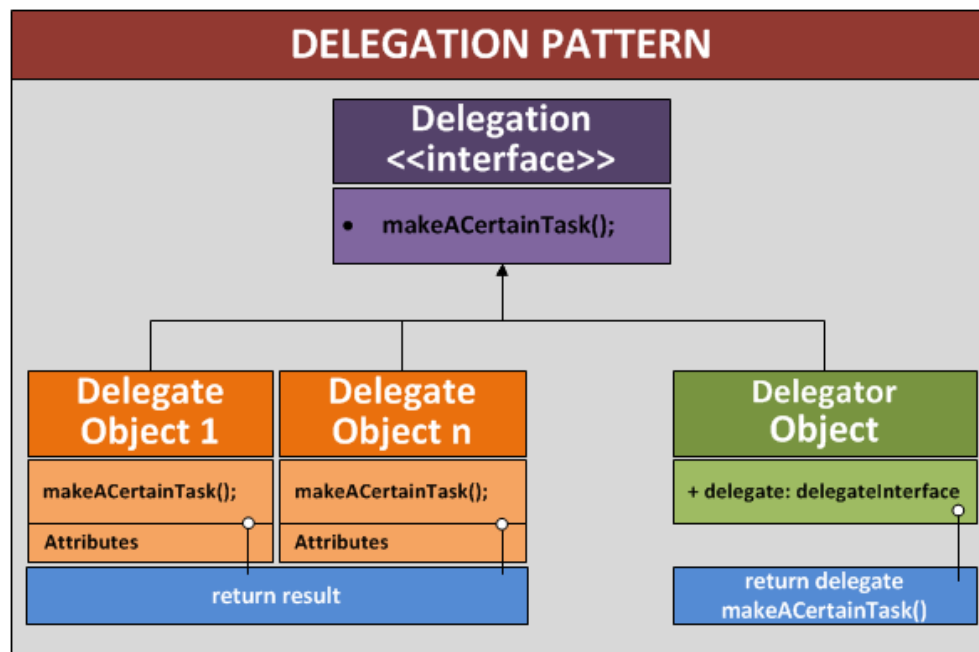 DELEGATION PATTERN
Delegation
<<interface>>
• makeACertainTask();
Delegate
Object 1
makeACertainTask();
Attributes
Delegate
Object n
makeACertainTask();
Attributes
return result
Delegator
Object
+ delegate: delegateInterface
return delegate
makeACertainTask()